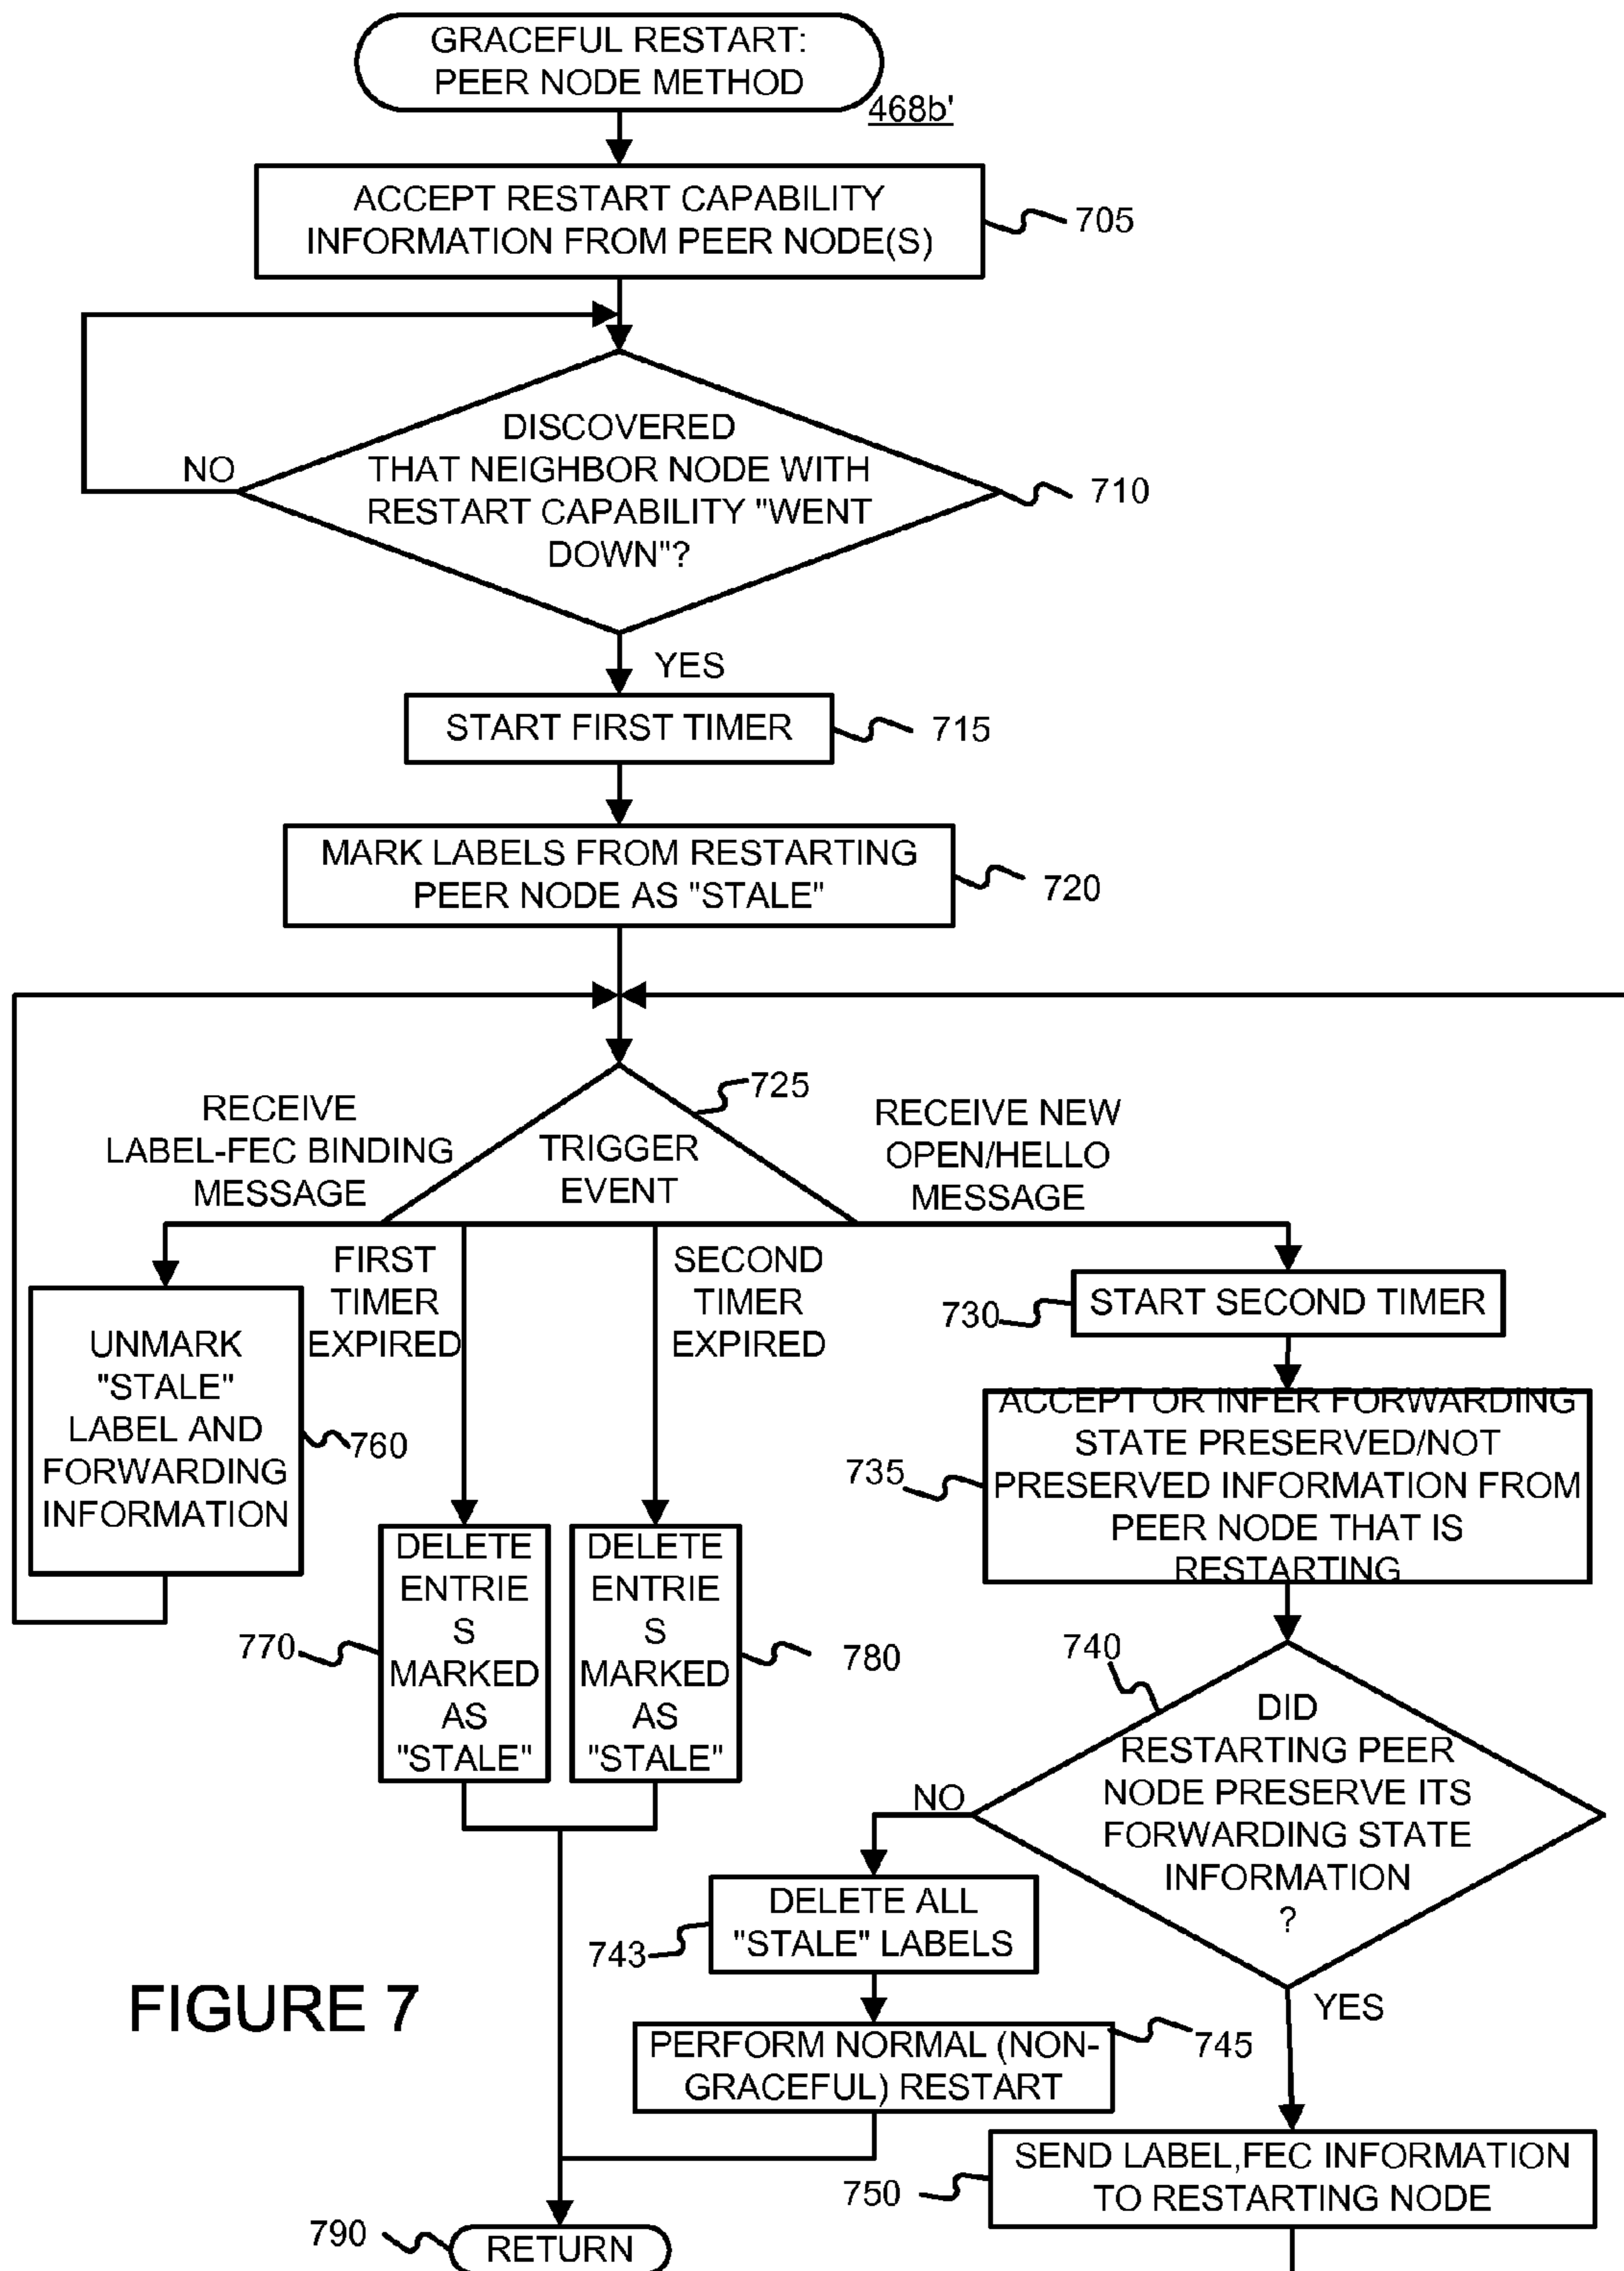 GRACEFUL RESTART:
PEER NODE METHOD
468b'
ACCEPT RESTART CAPABILITY
INFORMATION FROM PEER NODE(S)
705
DISCOVERED
THAT NEIGHBOR NODE WITH
RESTART CAPABILITY "WENT
DOWN"?
NO
710
YES
START FIRST TIMER
715
MARK LABELS FROM RESTARTING
PEER NODE AS "STALE"
720
725
TRIGGER
EVENT
RECEIVE
LABEL-FEC BINDING
MESSAGE
RECEIVE NEW
OPEN/HELLO
MESSAGE
FIRST
TIMER
EXPIRED
SECOND
TIMER
EXPIRED
UNMARK
"STALE"
LABEL AND
FORWARDING
INFORMATION
760
730
START SECOND TIMER
ACCEPT OR INFER FORWARDING
STATE PRESERVED/NOT
PRESERVED INFORMATION FROM
PEER NODE THAT IS
RESTARTING
735
DELETE
ENTRIE
S
MARKED
AS
"STALE"
770
DELETE
ENTRIE
S
MARKED
AS
"STALE"
780
740
DID
RESTARTING PEER
NODE PRESERVE ITS
FORWARDING STATE
INFORMATION
?
NO
DELETE ALL
"STALE" LABELS
743
YES
PERFORM NORMAL (NON-
GRACEFUL) RESTART
745
SEND LABEL,FEC INFORMATION
TO RESTARTING NODE
750
790
RETURN
FIGURE 7